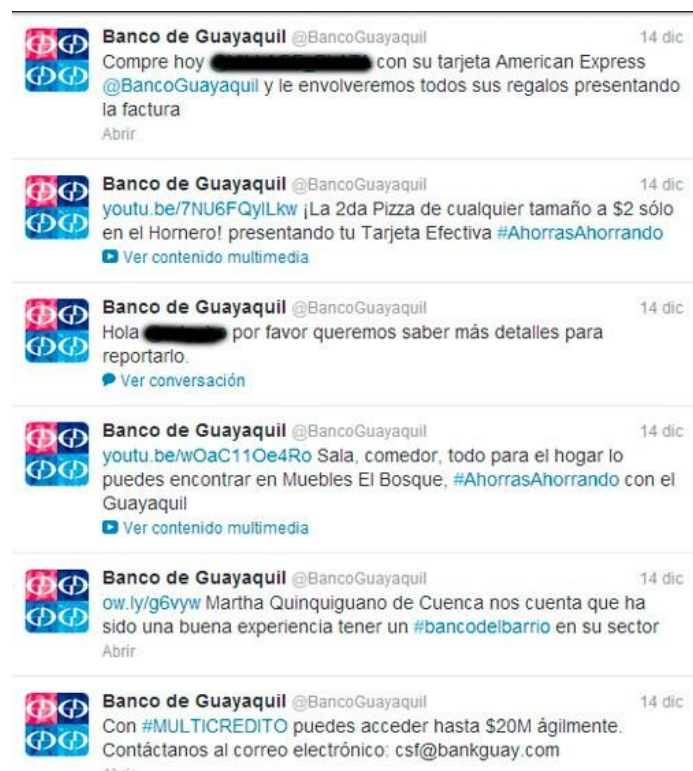 Banco de Guayaquil @BancoGuayaquil 14 dic
Compre hoy con su tarjeta American Express
@BancoGuayaquil y le envolveremos todos sus regalos presentando
la factura
Abrir
Banco de Guayaquil @BancoGuayaquil 14 dic
youtu.be/7NU6FQyILkw ¡La 2da Pizza de cualquier tamaño a $2 sólo
en el Hornero! presentando tu Tarjeta Efectiva #AhorrasAhorrando
Ver contenido multimedia
Banco de Guayaquil @BancoGuayaquil 14 dic
Hola por favor queremos saber más detalles para
reportarlo.
Ver conversación
Banco de Guayaquil @BancoGuayaquil 14 dic
youtu.be/wOaC11Oe4Ro Sala, comedor, todo para el hogar lo
puedes encontrar en Muebles El Bosque, #AhorrasAhorrando con el
Guayaquil
Ver contenido multimedia
Banco de Guayaquil @BancoGuayaquil 14 dic
ow.ly/g6vyw Martha Quinquiguano de Cuenca nos cuenta que ha
sido una buena experiencia tener un #bancodelbarrio en su sector
Abrir
Banco de Guayaquil @BancoGuayaquil 14 dic
Con #MULTICREDITO puedes acceder hasta $20M ágilmente.
Contáctanos al correo electrónico: csf@bankguay.com